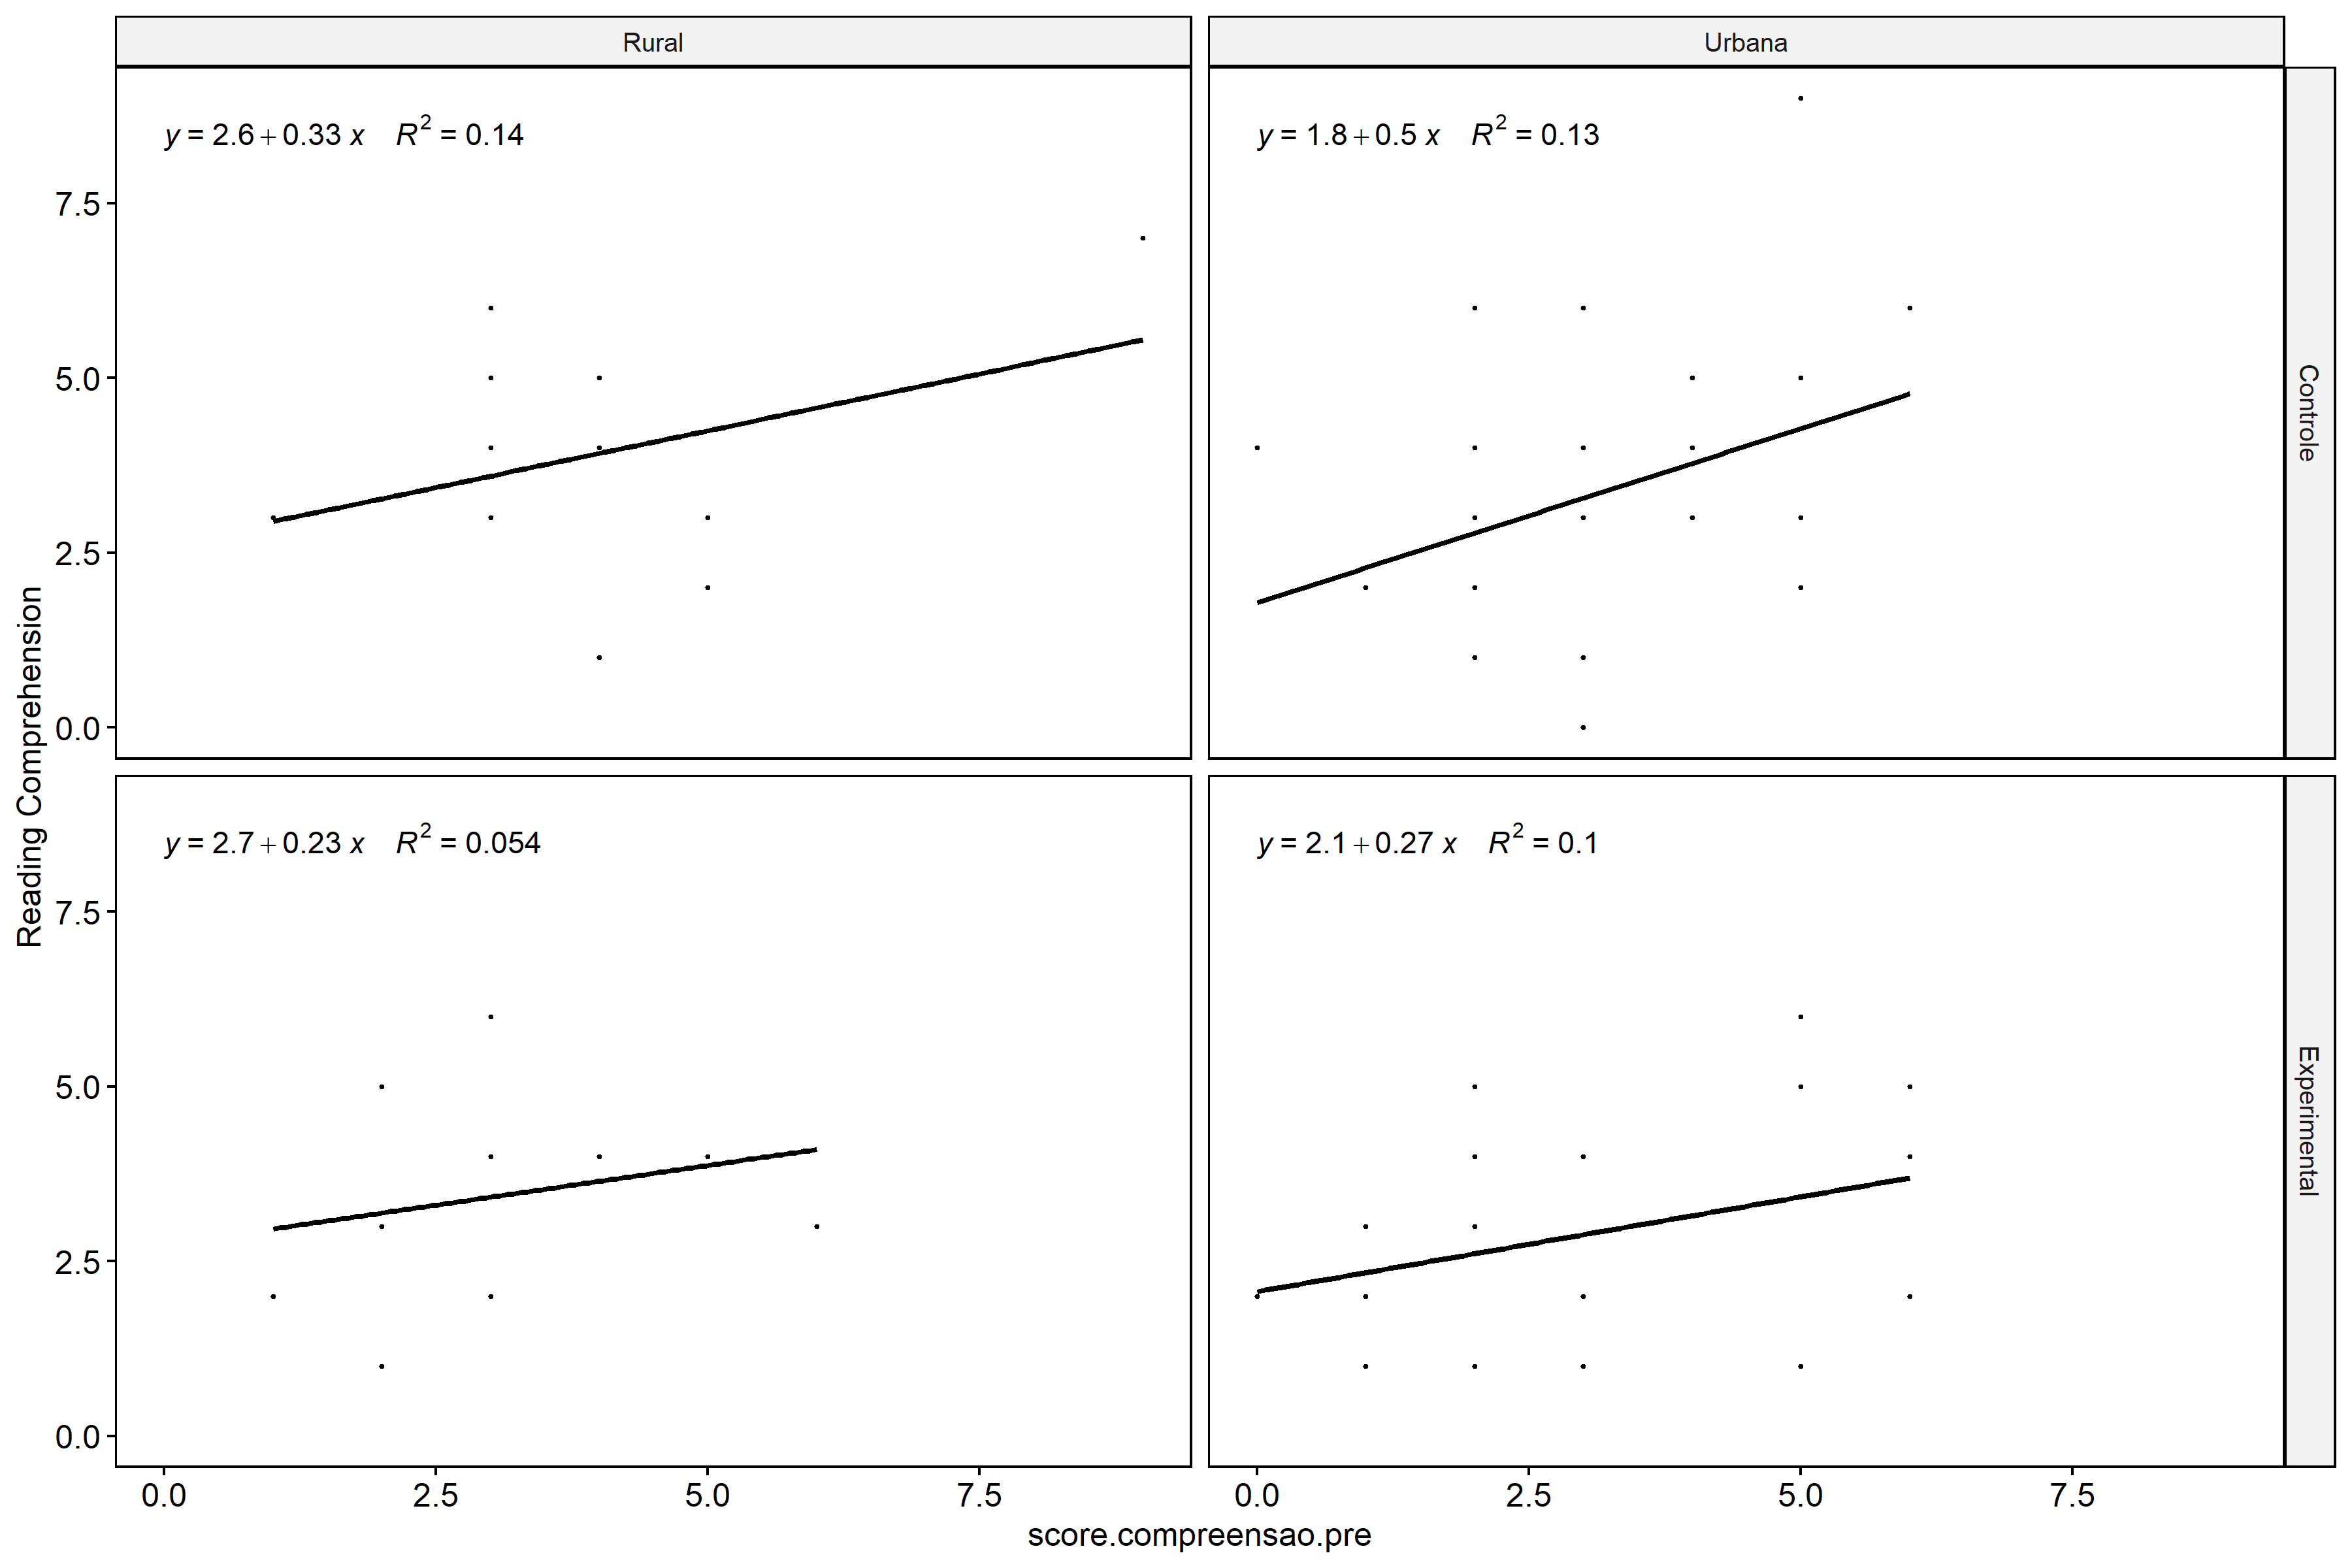 Rural
Urbana
y = 2.6 + 0.33 x R² = 0.14
y = 1.8 + 0.5 x R² = 0.13
7.5
5.0
2.5
0.0
Controle
Reading Comprehension
y = 2.7 + 0.23 x R² = 0.054
y = 2.1 + 0.27 x R² = 0.1
7.5
5.0
2.5
0.0
Experimental
0.0 2.5 5.0 7.5
0.0 2.5 5.0 7.5
score.compreensao.pre